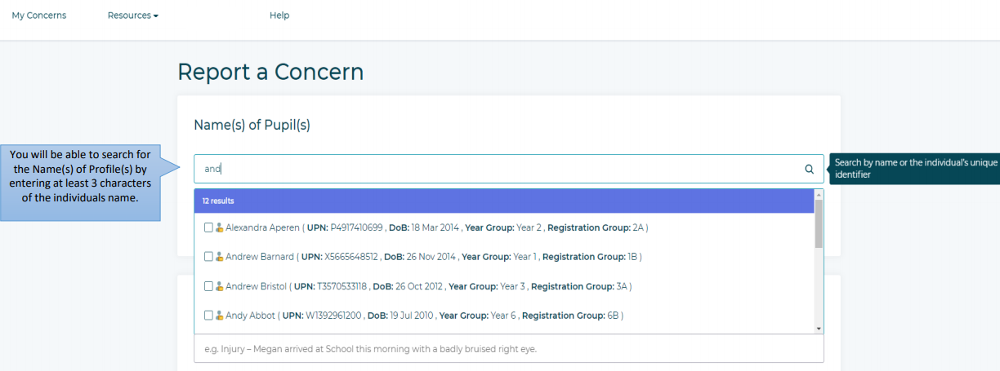 My Concerns
Resources
Help
Report a Concern
Name(s) of Pupil(s)
You will be able to search for
the Name(s) of Profile(s) by
entering at least 3 characters
of the individuals name.
and
Search by name or the individual's unique
identifier
12 results
Alexandra Aperen ( UPN: P4917410699 , DoB: 18 Mar 2014 , Year Group: Year 2 , Registration Group: 2A )
Andrew Barnard ( UPN: X5665648512 , DoB: 26 Nov 2014 , Year Group: Year 1 , Registration Group: 1B )
Andrew Bristol ( UPN: T3570533118 , DoB: 26 Oct 2012 , Year Group: Year 3 , Registration Group: 3A )
Andy Abbot ( UPN: W1392961200 , DoB: 19 Jul 2010 , Year Group: Year 6 , Registration Group: 6B )
e.g. Injury – Megan arrived at School this morning with a badly bruised right eye.